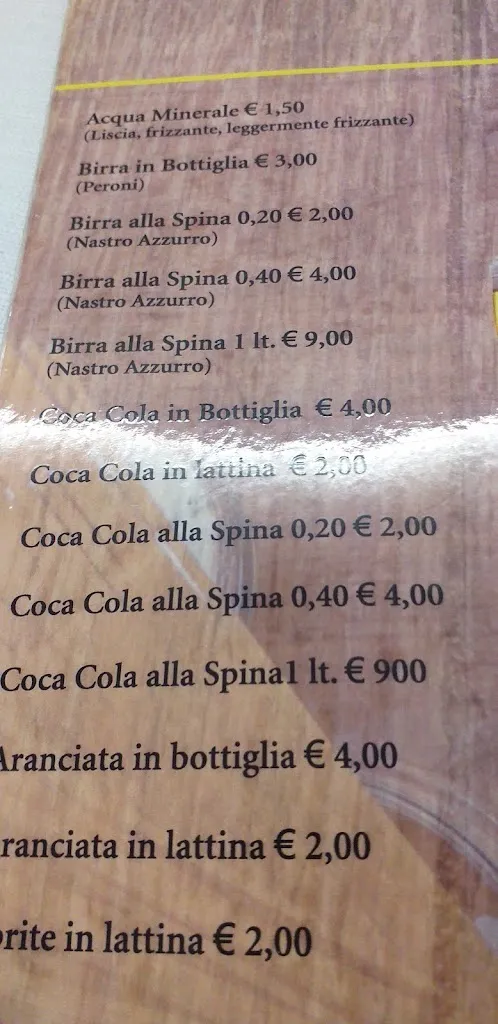 Acqua Minerale € 1,50
(Liscia, frizzante, leggermente frizzante)
Birra in Bottiglia € 3,00
(Peroni)
Birra alla Spina 0,20 € 2,00
(Nastro Azzurro)
Birra alla Spina 0,40 € 4,00
(Nastro Azzurro)
Birra alla Spina 1 lt. € 9,00
(Nastro Azzurro)
Coca Cola in Bottiglia € 4,00
Coca Cola in lattina € 2,00
Coca Cola alla Spina 0,20 € 2,00
Coca Cola alla Spina 0,40 € 4,00
Coca Cola alla Spina1 lt. € 900
Aranciata in bottiglia € 4,00
ranciata in lattina € 2,00
rite in lattina € 2,00